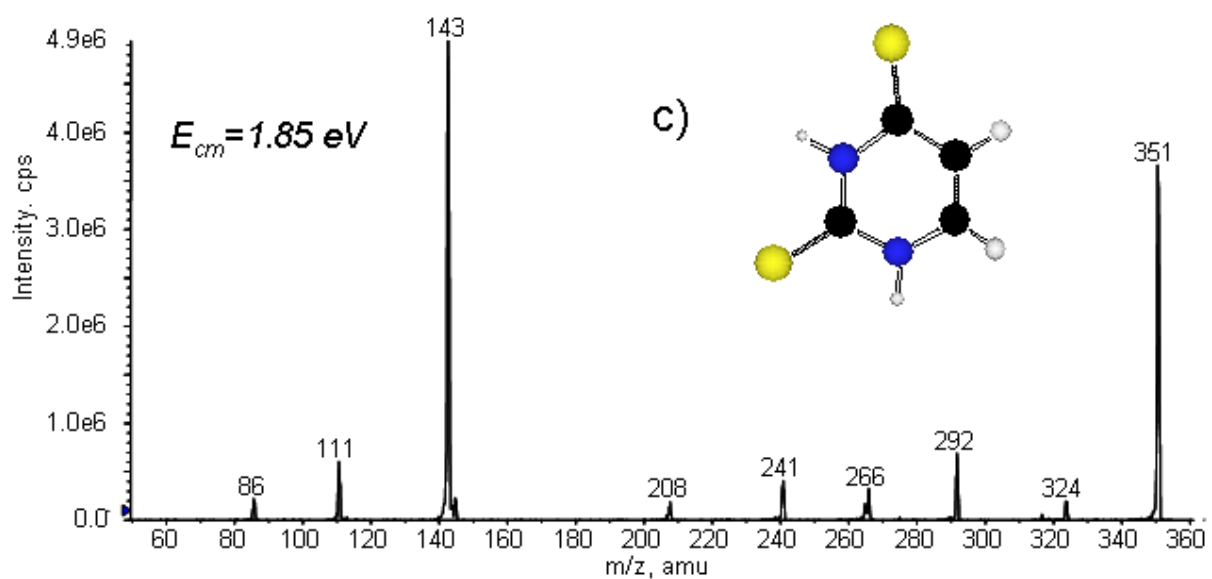 4.9e6
4.0e6
3.0e6
2.0e6
1.0e6
0.0
Intensity. cps
E_cm=1.85 eV
c)
143
351
86
111
208
241
266
292
324
60 80 100 120 140 160 180 200 220 240 260 280 300 320 340 360
m/z, amu